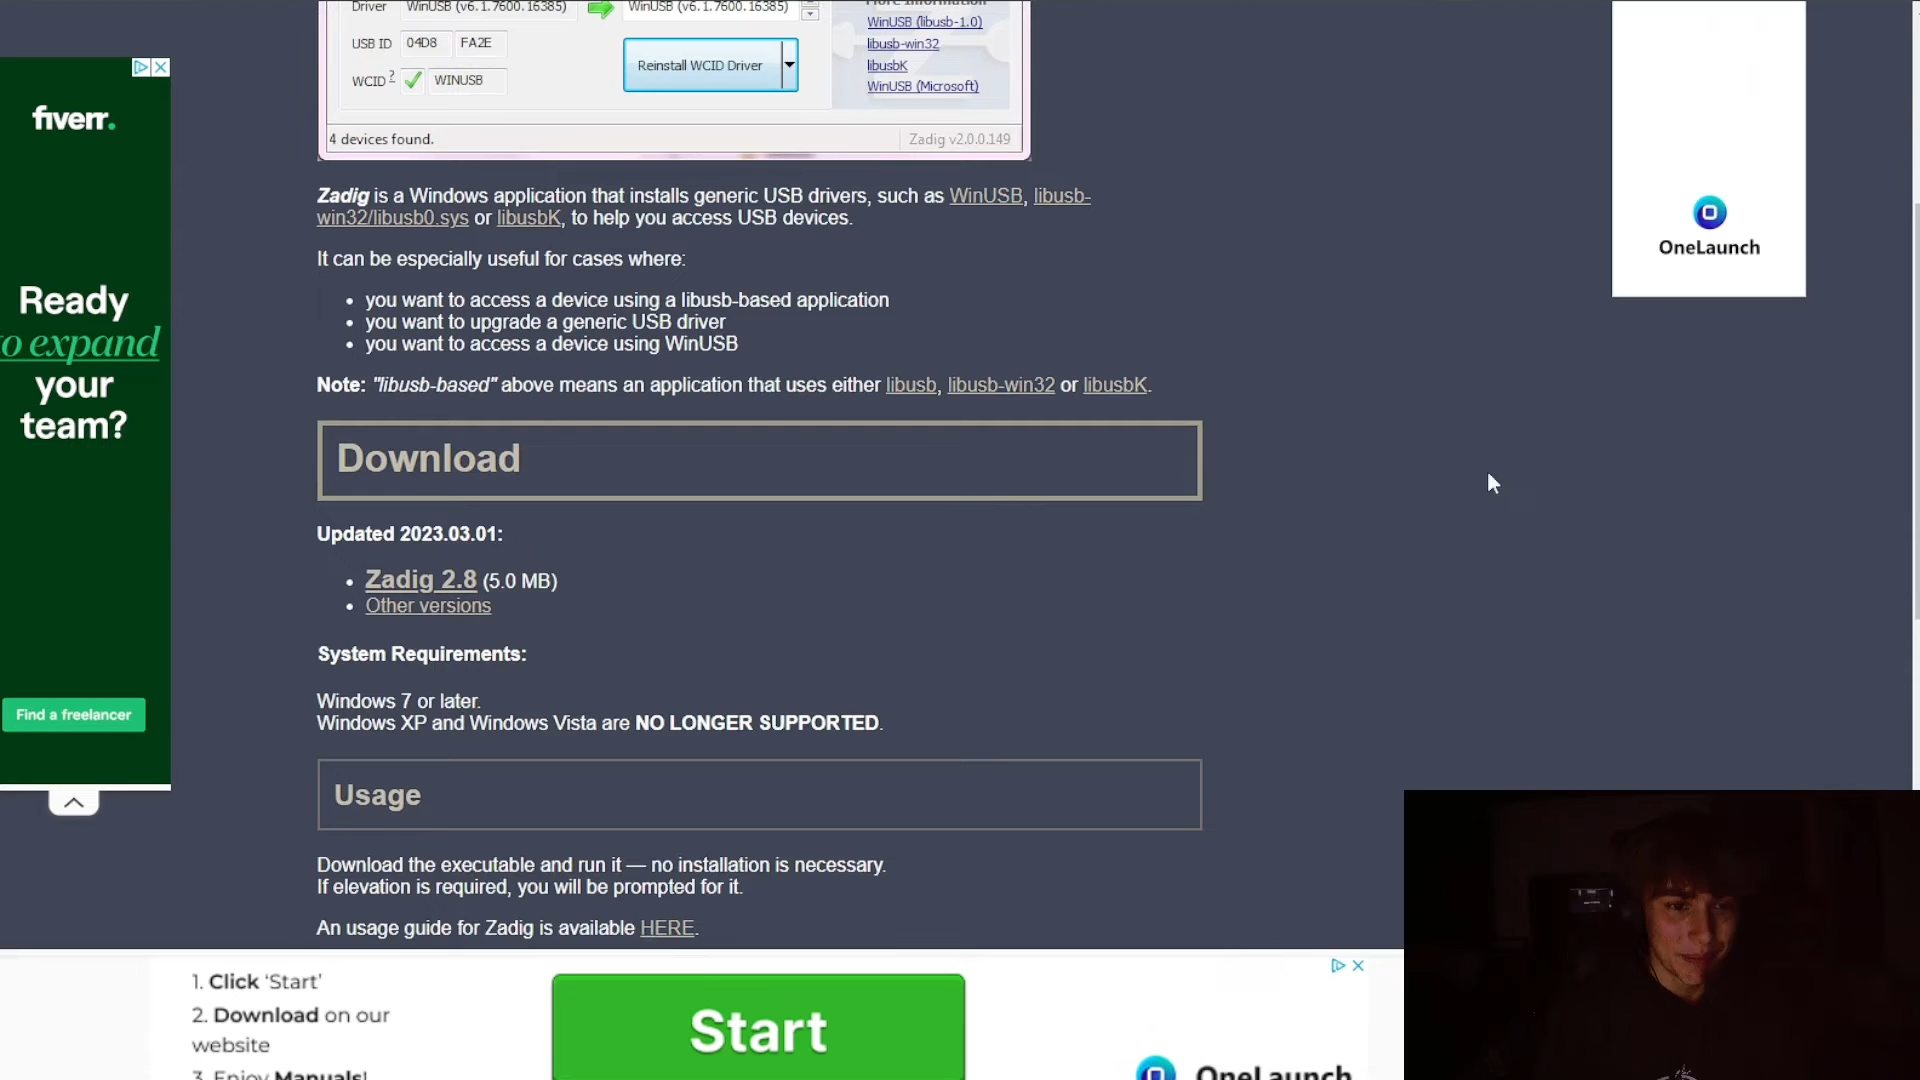 Driver WinUSB (v6.1.7600.16385) WinUSB (v6.1.7600.16385)
More Information
WinUSB (libusb-1.0)
USB ID 04D8 FA2E
libusb-win32
Reinstall WCID Driver
libusbK
WCID ? WINUSB
WinUSB (Microsoft)
4 devices found. Zadig v2.0.0.149
fiverr.
Ready
to expand
your
team?
Find a freelancer
OneLaunch
Zadig is a Windows application that installs generic USB drivers, such as WinUSB, libusb-
win32/libusb0.sys or libusbK, to help you access USB devices.
It can be especially useful for cases where:
• you want to access a device using a libusb-based application
• you want to upgrade a generic USB driver
• you want to access a device using WinUSB
Note: "libusb-based" above means an application that uses either libusb, libusb-win32 or libusbK.
Download
Updated 2023.03.01:
• Zadig 2.8 (5.0 MB)
• Other versions
System Requirements:
Windows 7 or later.
Windows XP and Windows Vista are NO LONGER SUPPORTED.
Usage
Download the executable and run it — no installation is necessary.
If elevation is required, you will be prompted for it.
An usage guide for Zadig is available HERE.
1. Click ‘Start’
2. Download on our
website
3. Enjoy Manuals!
Start
OneLaunch